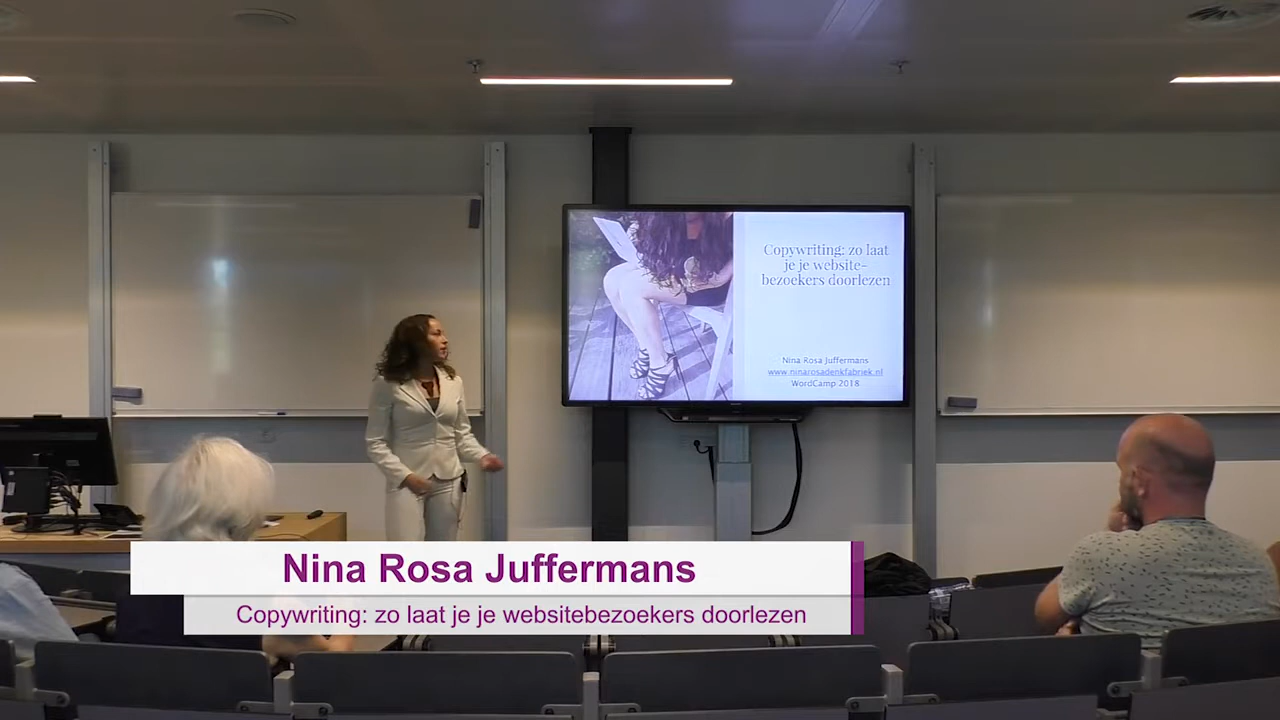 Copywriting: zo laat
je je website-
bezoekers doorlezen
Nina Rosa Juffermans
www.ninarosadenkfabriek.nl
WordCamp 2018
Nina Rosa Juffermans
Copywriting: zo laat je je websitebezoekers doorlezen